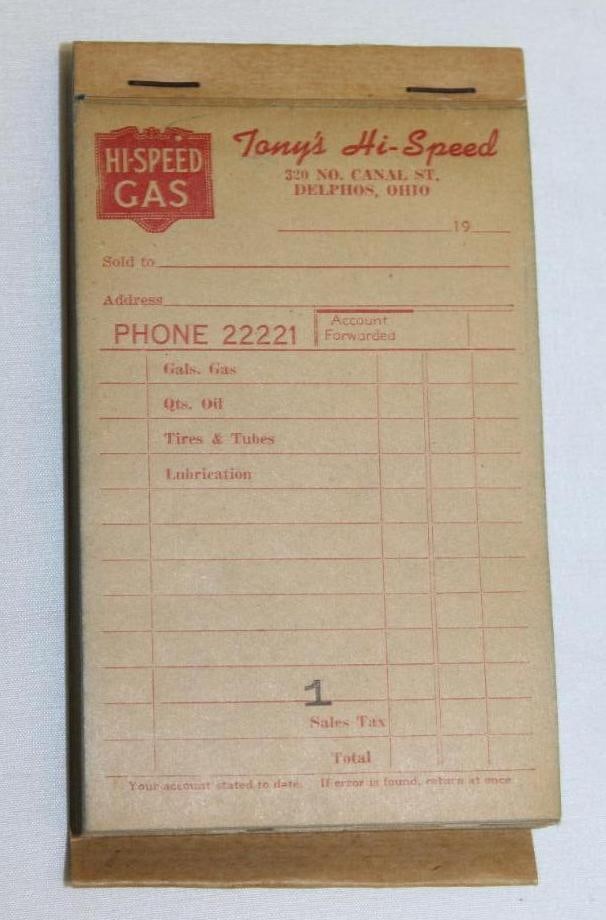 HI-SPEED
GAS
Tony's Hi-Speed
320 NO. CANAL ST.
DELPHOS, OHIO
19
Sold to
Address
PHONE 22221
Account
Forwarded
Gals. Gas
Qts. Oil
Tires & Tubes
Lubrication
1
Sales Tax
Total
Your account stated to date. If error is found, return at once